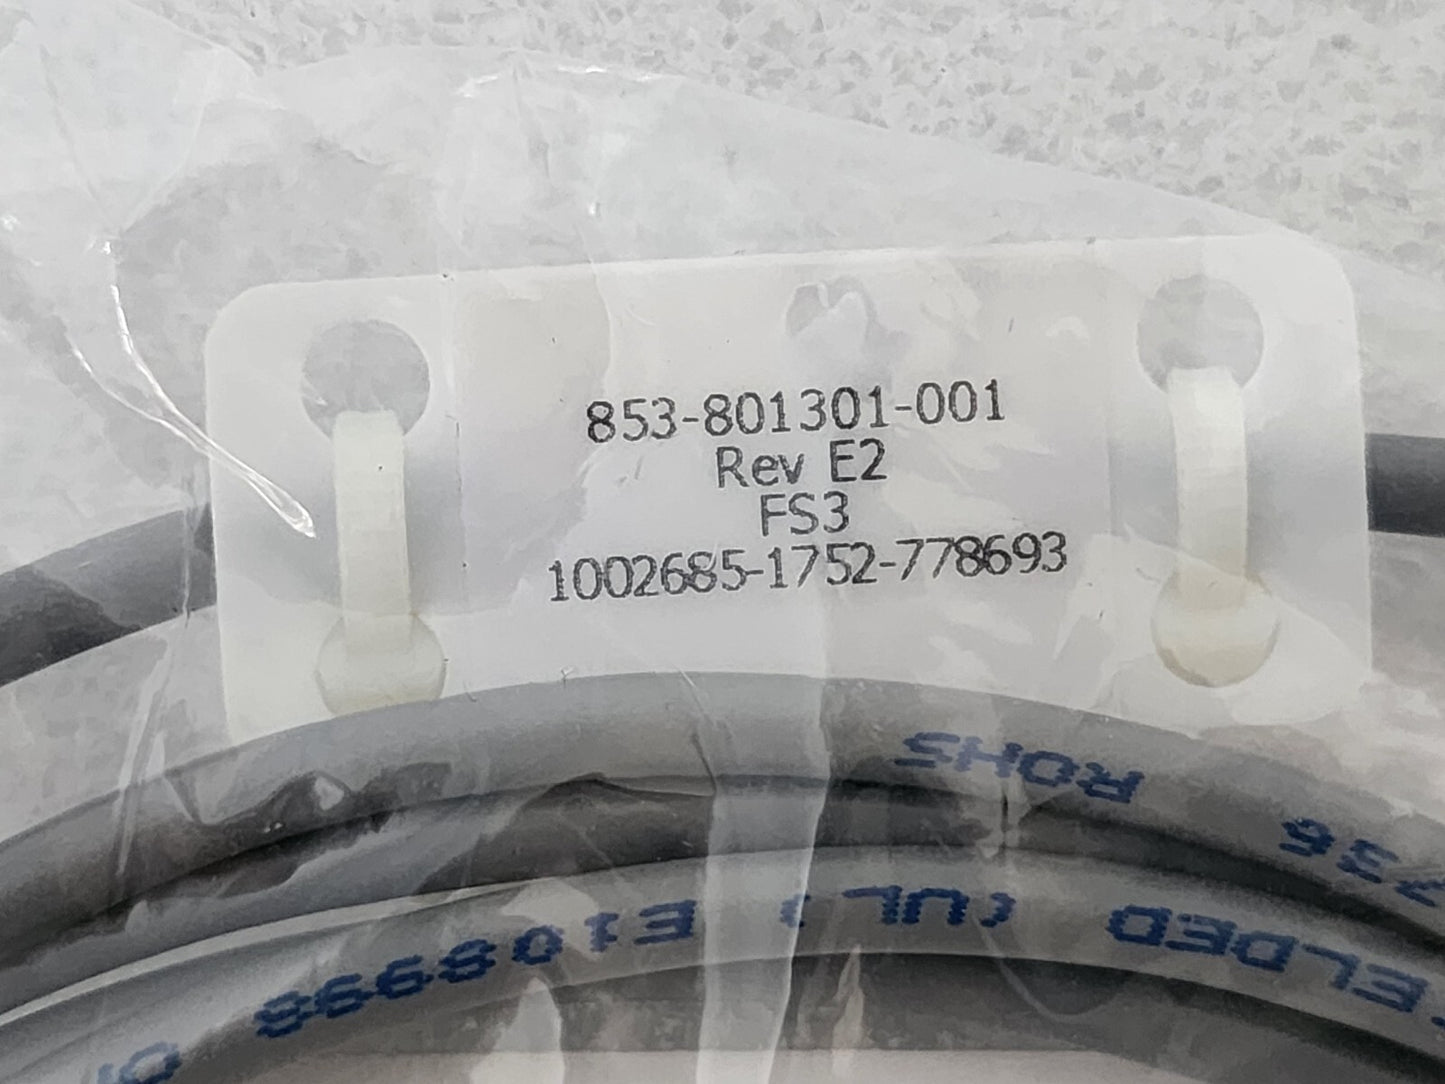 853-801301-001
Rev E2
FS3
1002685-1752-778693
ROHS
(UL)
E108998